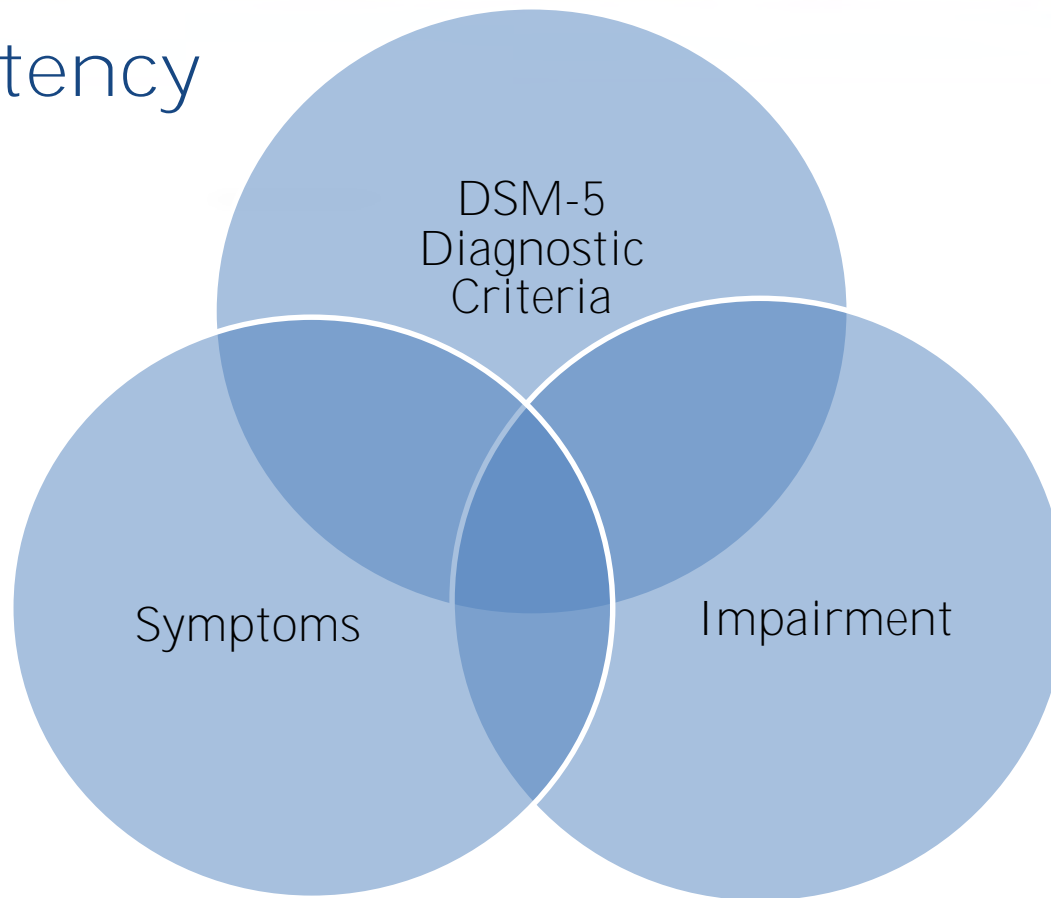 tency
DSM-5
Diagnostic
Criteria
Symptoms
Impairment